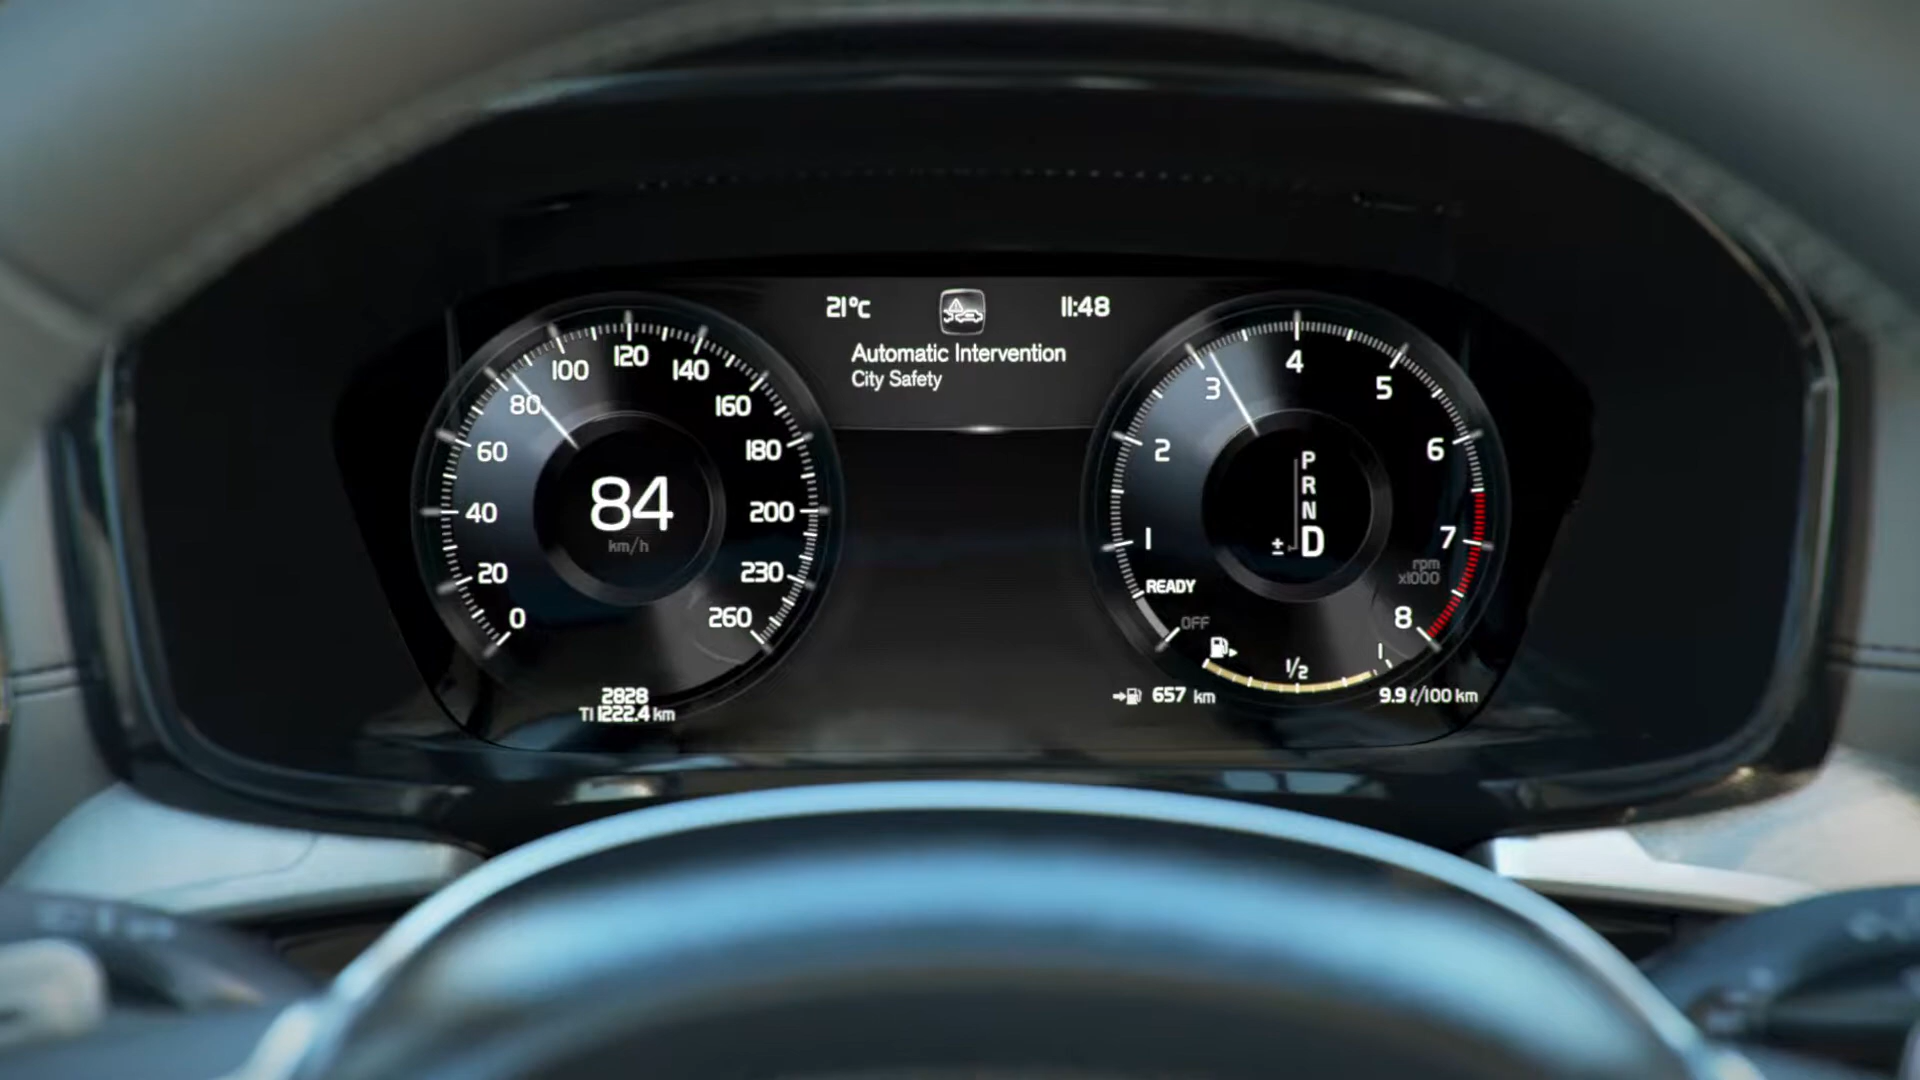 21°C
11:48
Automatic Intervention
City Safety
0
20
40
60
80
100
120
140
160
180
200
230
260
84
km/h
2828
T1 1222.4 km
OFF
READY
1
2
3
4
5
6
7
8
rpm
x1000
P
R
N
D
±
1/2
1
657 km
9.9 ℓ/100 km